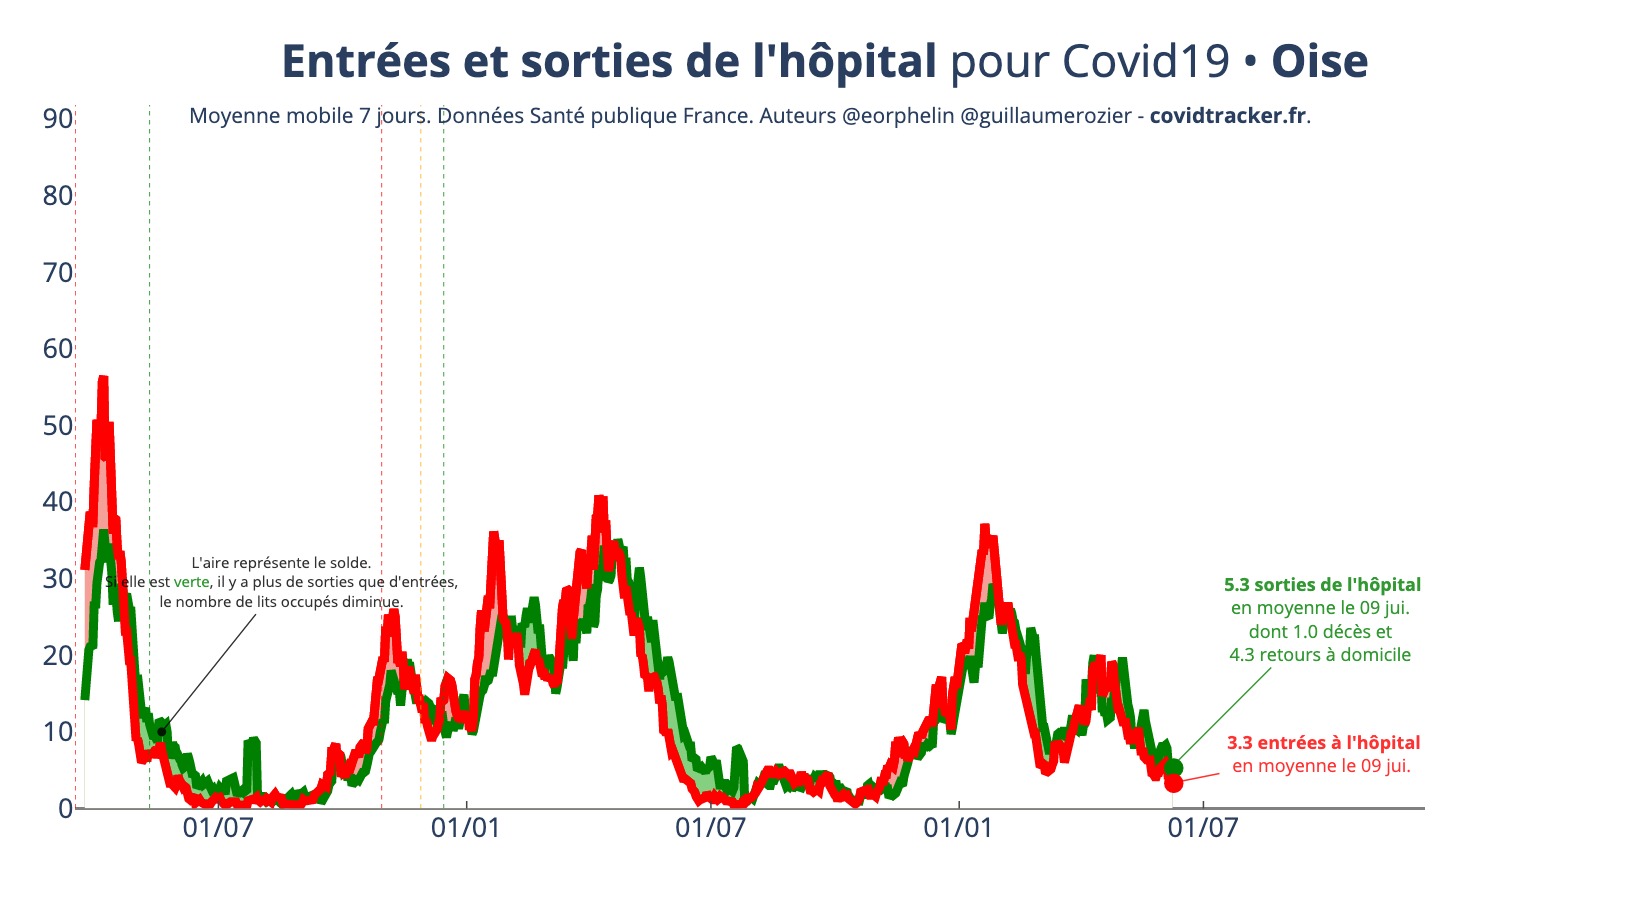 Entrées et sorties de l'hôpital pour Covid19 • Oise
Moyenne mobile 7 jours. Données Santé publique France. Auteurs @eorphelin @guillaumerozier - covidtracker.fr.
90
80
70
60
50
40
30
20
10
0
L'aire représente le solde.
Si elle est verte, il y a plus de sorties que d'entrées,
le nombre de lits occupés diminue.
5.3 sorties de l'hôpital
en moyenne le 09 jui.
dont 1.0 décès et
4.3 retours à domicile
3.3 entrées à l'hôpital
en moyenne le 09 jui.
01/07
01/01
01/07
01/01
01/07